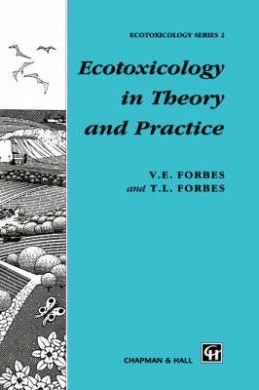 ECOTOXICOLOGY SERIES 2
Ecotoxicology
in Theory
and Practice
V.E. FORBES
and T.L. FORBES
CHAPMAN & HALL